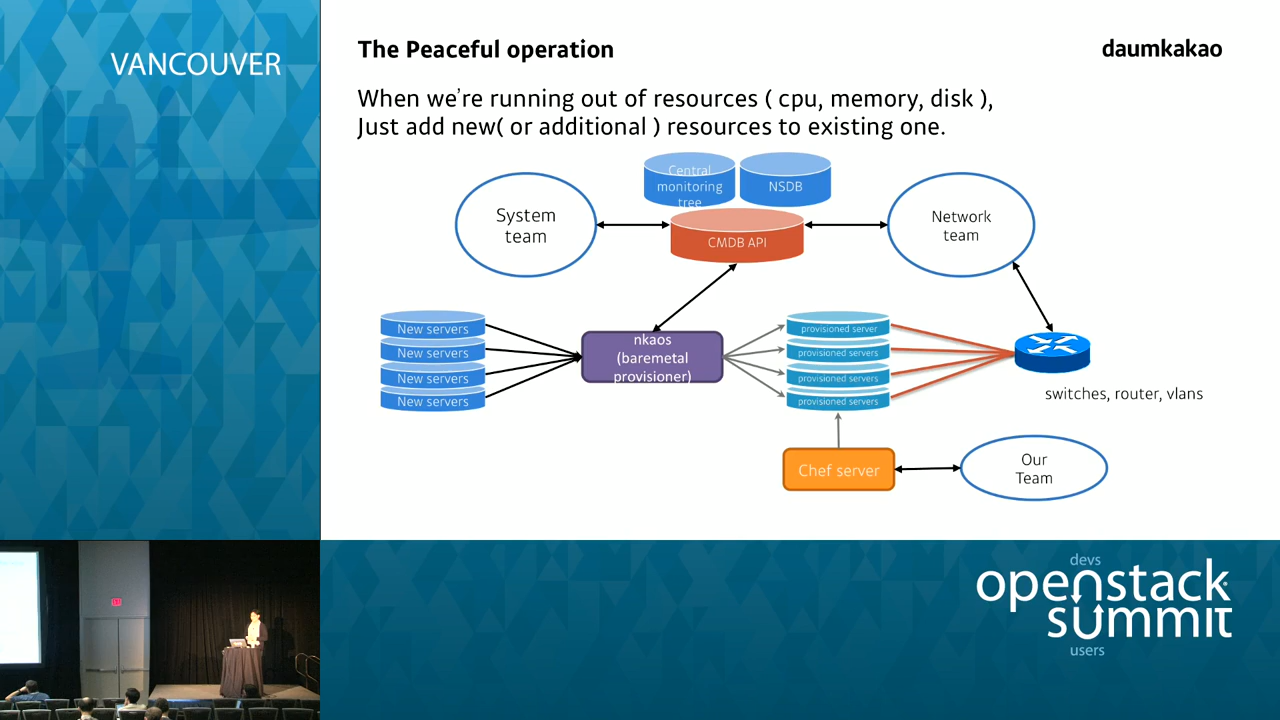 VANCOUVER
The Peaceful operation
daumkakao
When we're running out of resources ( cpu, memory, disk ),
Just add new( or additional ) resources to existing one.
Central
monitoring
tree
NSDB
System
team
CMDB API
Network
team
New servers
New servers
New servers
New servers
nkaos
(baremetal
provisioner)
provisioned server
provisioned servers
provisioned servers
provisioned servers
switches, router, vlans
Chef server
Our
Team
devs
openstack
summit
users